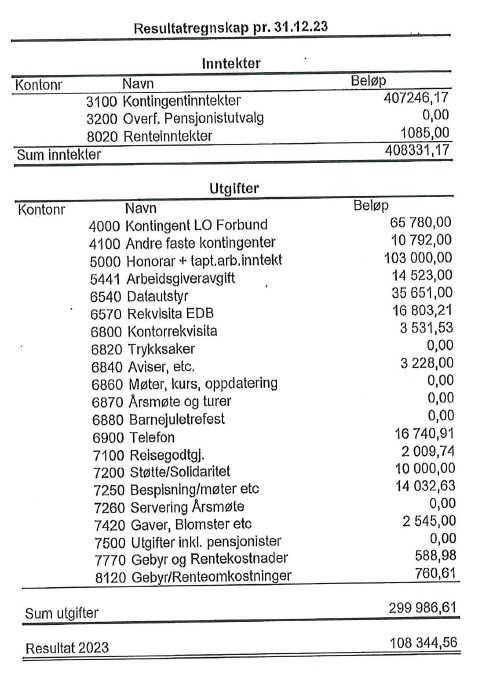 Resultatregnskap pr. 31.12.23
Inntekter
Kontonr Navn Beløp
3100 Kontingentinntekter 407246,17
3200 Overf. Pensjonistutvalg 0,00
8020 Renteinntekter 1085,00
Sum inntekter 408331,17
Utgifter
Kontonr Navn Beløp
4000 Kontingent LO Forbund 65 780,00
4100 Andre faste kontingenter 10 792,00
5000 Honorar + tapt.arb.inntekt 103 000,00
5441 Arbeidsgiveravgift 14 523,00
6540 Datautstyr 35 651,00
6570 Rekvisita EDB 16 803,21
6800 Kontorrekvisita 3 531,53
6820 Trykksaker 0,00
6840 Aviser, etc. 3 228,00
6860 Møter, kurs, oppdatering 0,00
6870 Årsmøte og turer 0,00
6880 Barnejuletrefest 0,00
6900 Telefon 16 740,91
7100 Reisegodtgj. 2 009,74
7200 Støtte/Solidaritet 10 000,00
7250 Bespisning/møter etc 14 032,63
7260 Servering Årsmøte 0,00
7420 Gaver, Blomster etc 2 545,00
7500 Utgifter inkl. pensjonister 0,00
7770 Gebyr og Rentekostnader 588,98
8120 Gebyr/Renteomkostninger 760,61
Sum utgifter 299 986,61
Resultat 2023 108 344,56